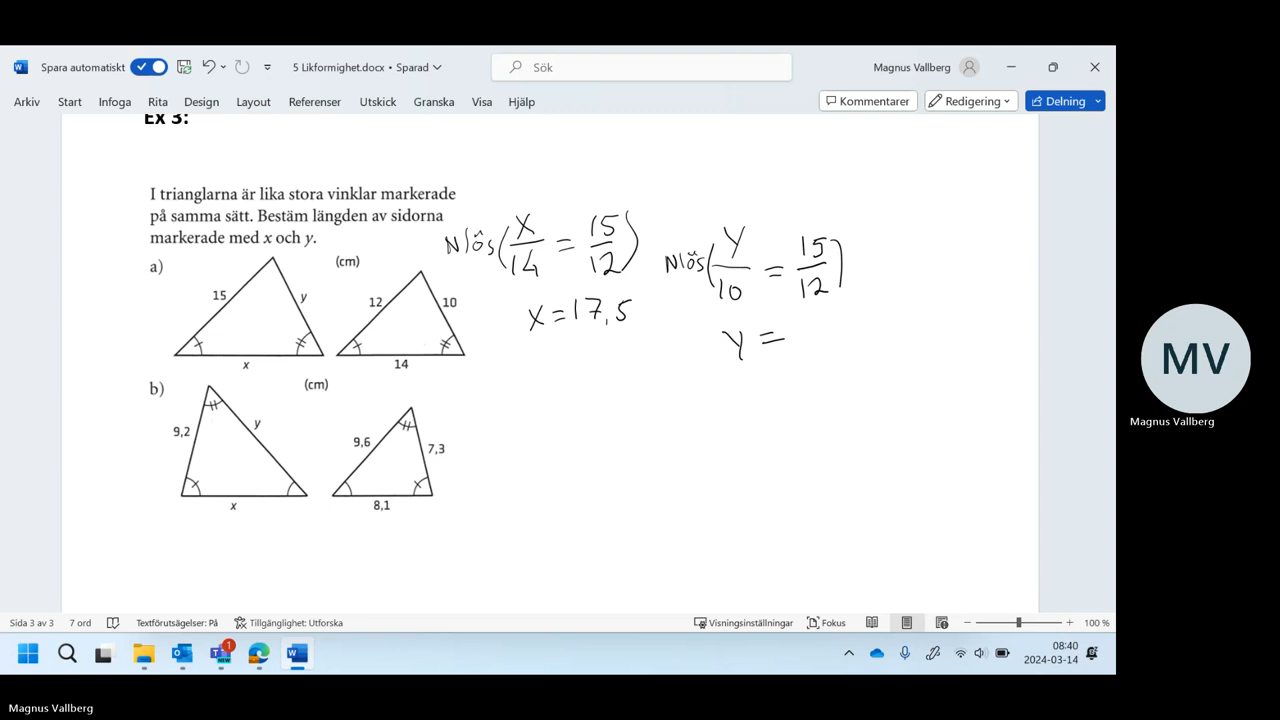 Spara automatiskt
5 Likformighet.docx • Sparad
Sök
Magnus Vallberg
Arkiv Start Infoga Rita Design Layout Referenser Utskick Granska Visa Hjälp
Kommentarer
Redigering
Delning
Ex 3:
I trianglarna är lika stora vinklar markerade
på samma sätt. Bestäm längden av sidorna
markerade med x och y.
a)
(cm)
15
y
x
12
10
14
Nlös(X/14 = 15/12)
x=17,5
Nlös(Y/10 = 15/12)
y =
b)
(cm)
9,2
y
x
9,6
7,3
8,1
MV
Magnus Vallberg
Sida 3 av 3 7 ord Textförutsägelser: På Tillgänglighet: Utforska
Visningsinställningar Fokus − + 100 %
1
NEW
08:40
2024-03-14
Magnus Vallberg